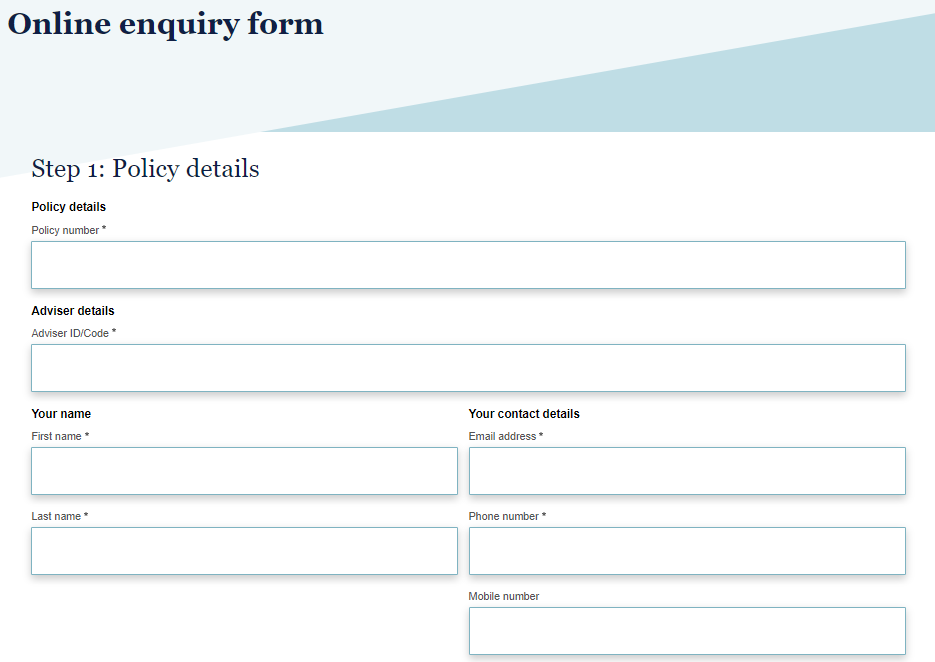 Online enquiry form
Step 1: Policy details
Policy details
Policy number *
Adviser details
Adviser ID/Code *
Your name
First name *
Last name *
Your contact details
Email address *
Phone number *
Mobile number